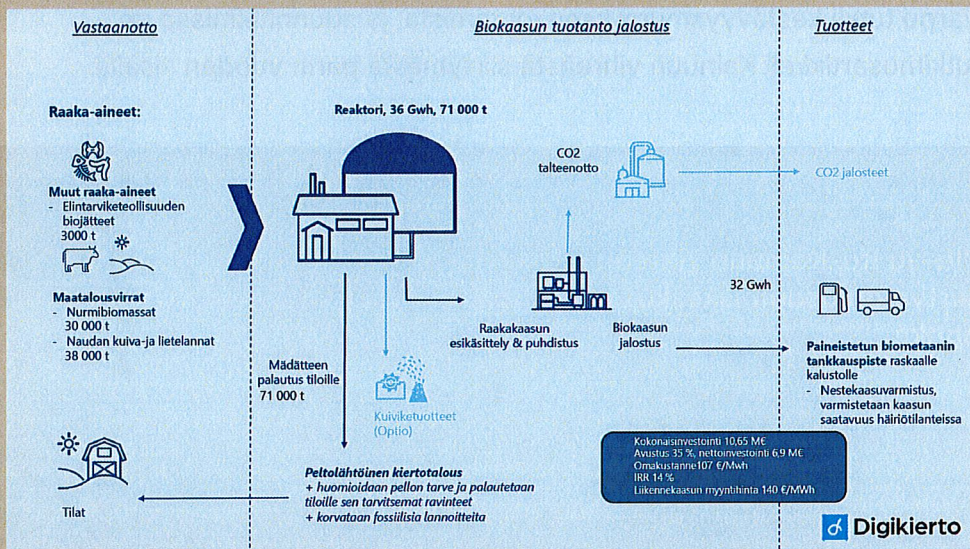 Vastaanotto
Biokaasun tuotanto jalostus
Tuotteet
Raaka-aineet:
Muut raaka-aineet
- Elintarviketeollisuuden
biojätteet
3000 t
Maatalousvirrat
- Nurmibiomassat
30 000 t
- Naudan kuiva-ja lietelannat
38 000 t
Tilat
Reaktori, 36 Gwh, 71 000 t
Mädätteen
palautus tiloille
71 000 t
Kuiviketuotteet
(Optio)
Peltolähtöinen kiertotalous
+ huomioidaan pellon tarve ja palautetaan
tiloille sen tarvitsemat ravinteet
+ korvataan fossiilisia lannoitteita
CO2
talteenotto
Raakakaasun
esikäsittely & puhdistus
Biokaasun
jalostus
32 Gwh
CO2 jalosteet
Paineistetun biometaanin
tankkauspiste raskaalle
kalustolle
- Nestekaasuvarmistus,
varmistetaan kaasun
saatavuus häiriötilanteissa
Kokonaisinvestointi 10,65 M€
Avustus 35 %, nettoinvestointi 6,9 M€
Omakustanne107 €/Mwh
IRR 14 %
Liikennekaasun myyntihinta 140 €/MWh
Digikierto